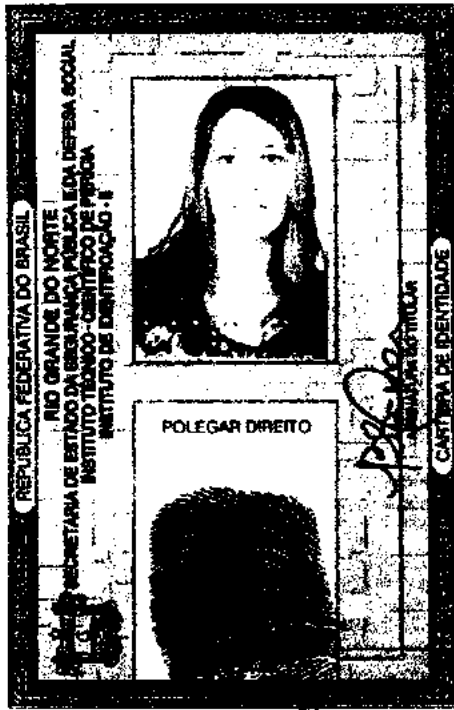 REPÚBLICA FEDERATIVA DO BRASIL
RIO GRANDE DO NORTE
SECRETARIA DE ESTADO DA SEGURANÇA PÚBLICA E DA DEFESA SOCIAL
INSTITUTO TÉCNICO-CIENTÍFICO DE PERÍCIA
INSTITUTO DE IDENTIFICAÇÃO - II
POLEGAR DIREITO
ASSINATURA DO TITULAR
CARTEIRA DE IDENTIDADE